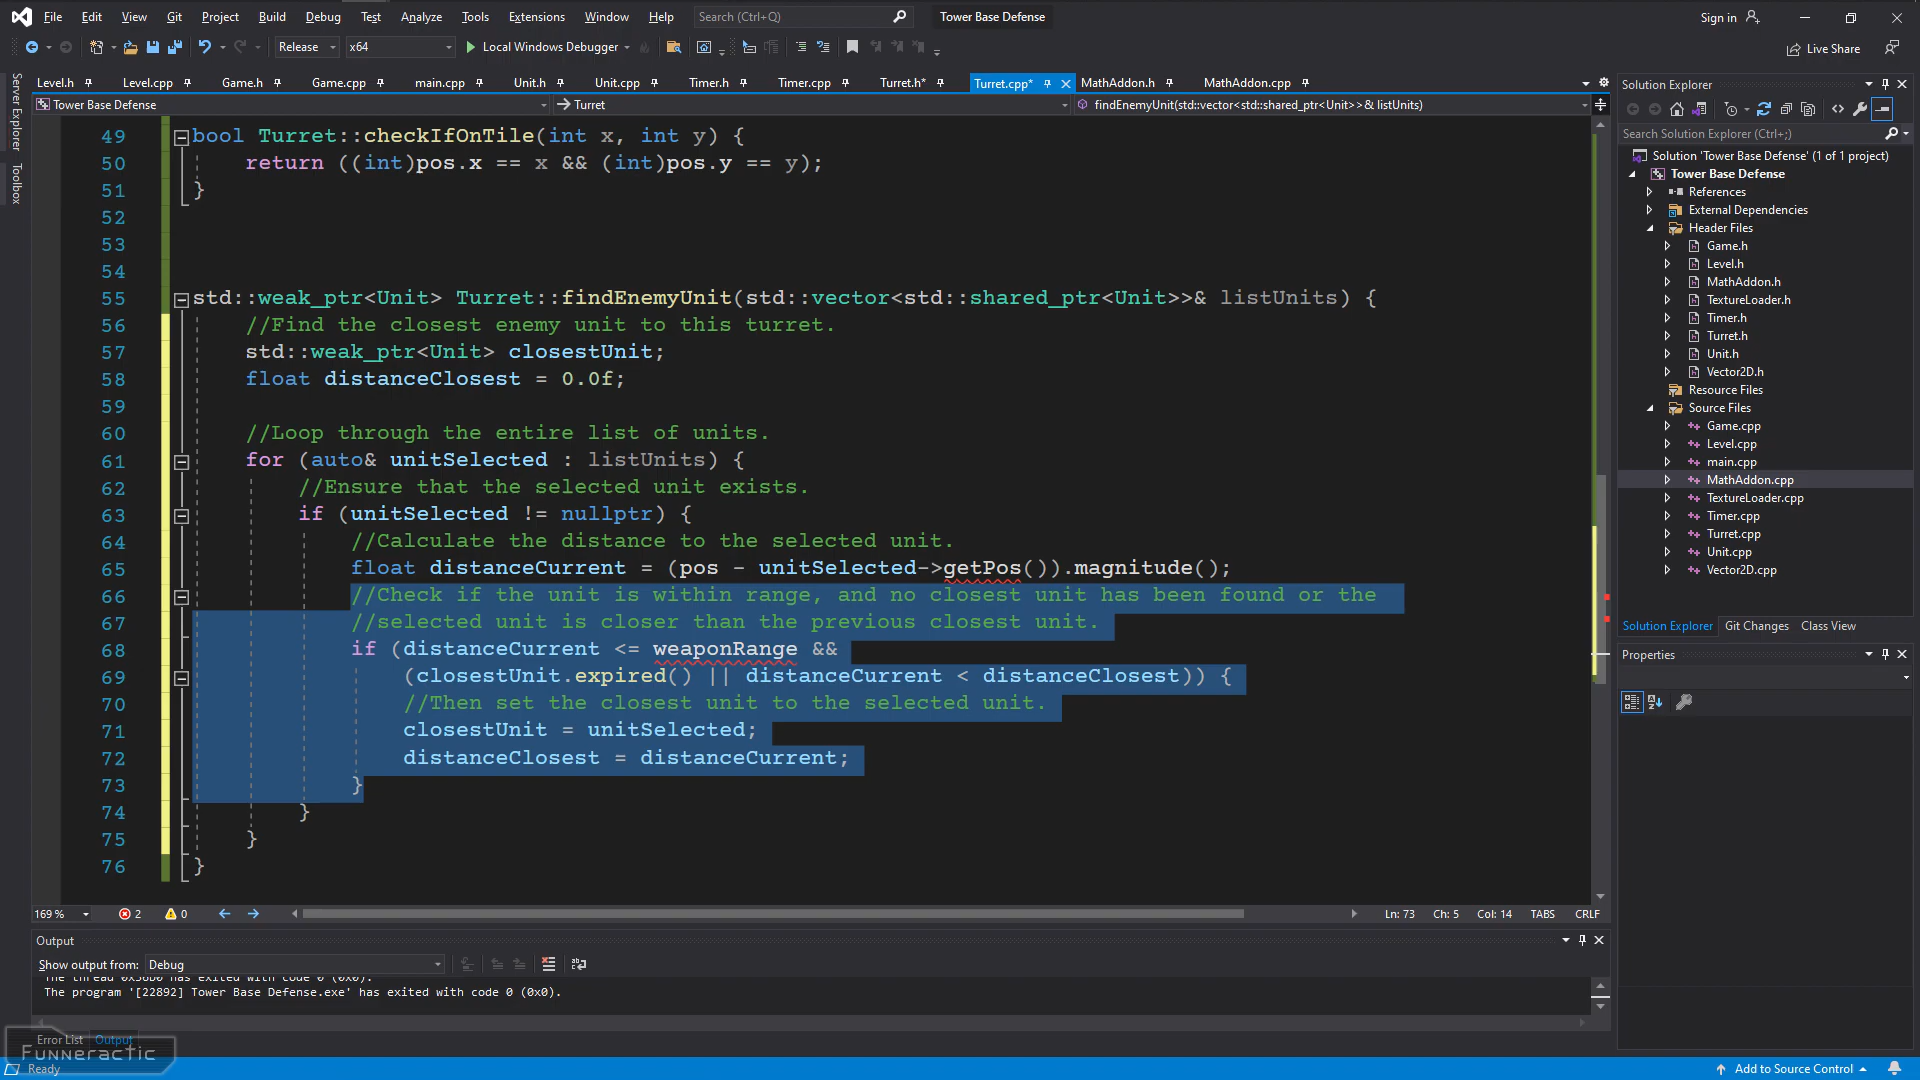 File Edit View Git Project Build Debug Test Analyze Tools Extensions Window Help Search (Ctrl+Q) Tower Base Defense Sign in
Release x64 Local Windows Debugger Live Share
Level.h Level.cpp Game.h Game.cpp main.cpp Unit.h Unit.cpp Timer.h Timer.cpp Turret.h* Turret.cpp* MathAddon.h MathAddon.cpp
Tower Base Defense Turret findEnemyUnit(std::vector<std::shared_ptr<Unit>>& listUnits)
Server Explorer
Toolbox
49 bool Turret::checkIfOnTile(int x, int y) {
50 return ((int)pos.x == x && (int)pos.y == y);
51 }
52
53
54
55 std::weak_ptr<Unit> Turret::findEnemyUnit(std::vector<std::shared_ptr<Unit>>& listUnits) {
56 //Find the closest enemy unit to this turret.
57 std::weak_ptr<Unit> closestUnit;
58 float distanceClosest = 0.0f;
59
60 //Loop through the entire list of units.
61 for (auto& unitSelected : listUnits) {
62 //Ensure that the selected unit exists.
63 if (unitSelected != nullptr) {
64 //Calculate the distance to the selected unit.
65 float distanceCurrent = (pos - unitSelected->getPos()).magnitude();
66 //Check if the unit is within range, and no closest unit has been found or the
67 //selected unit is closer than the previous closest unit.
68 if (distanceCurrent <= weaponRange &&
69 (closestUnit.expired() || distanceCurrent < distanceClosest)) {
70 //Then set the closest unit to the selected unit.
71 closestUnit = unitSelected;
72 distanceClosest = distanceCurrent;
73 }
74 }
75 }
76 }
169 % 2 0 Ln: 73 Ch: 5 Col: 14 TABS CRLF
Output
Show output from: Debug
The thread 0x58b0 has exited with code 0 (0x0).
The program '[22892] Tower Base Defense.exe' has exited with code 0 (0x0).
Error List Output
Funneractic
Ready
Add to Source Control
Solution Explorer
Search Solution Explorer (Ctrl+;)
Solution 'Tower Base Defense' (1 of 1 project)
Tower Base Defense
References
External Dependencies
Header Files
Game.h
Level.h
MathAddon.h
TextureLoader.h
Timer.h
Turret.h
Unit.h
Vector2D.h
Resource Files
Source Files
Game.cpp
Level.cpp
main.cpp
MathAddon.cpp
TextureLoader.cpp
Timer.cpp
Turret.cpp
Unit.cpp
Vector2D.cpp
Solution Explorer Git Changes Class View
Properties